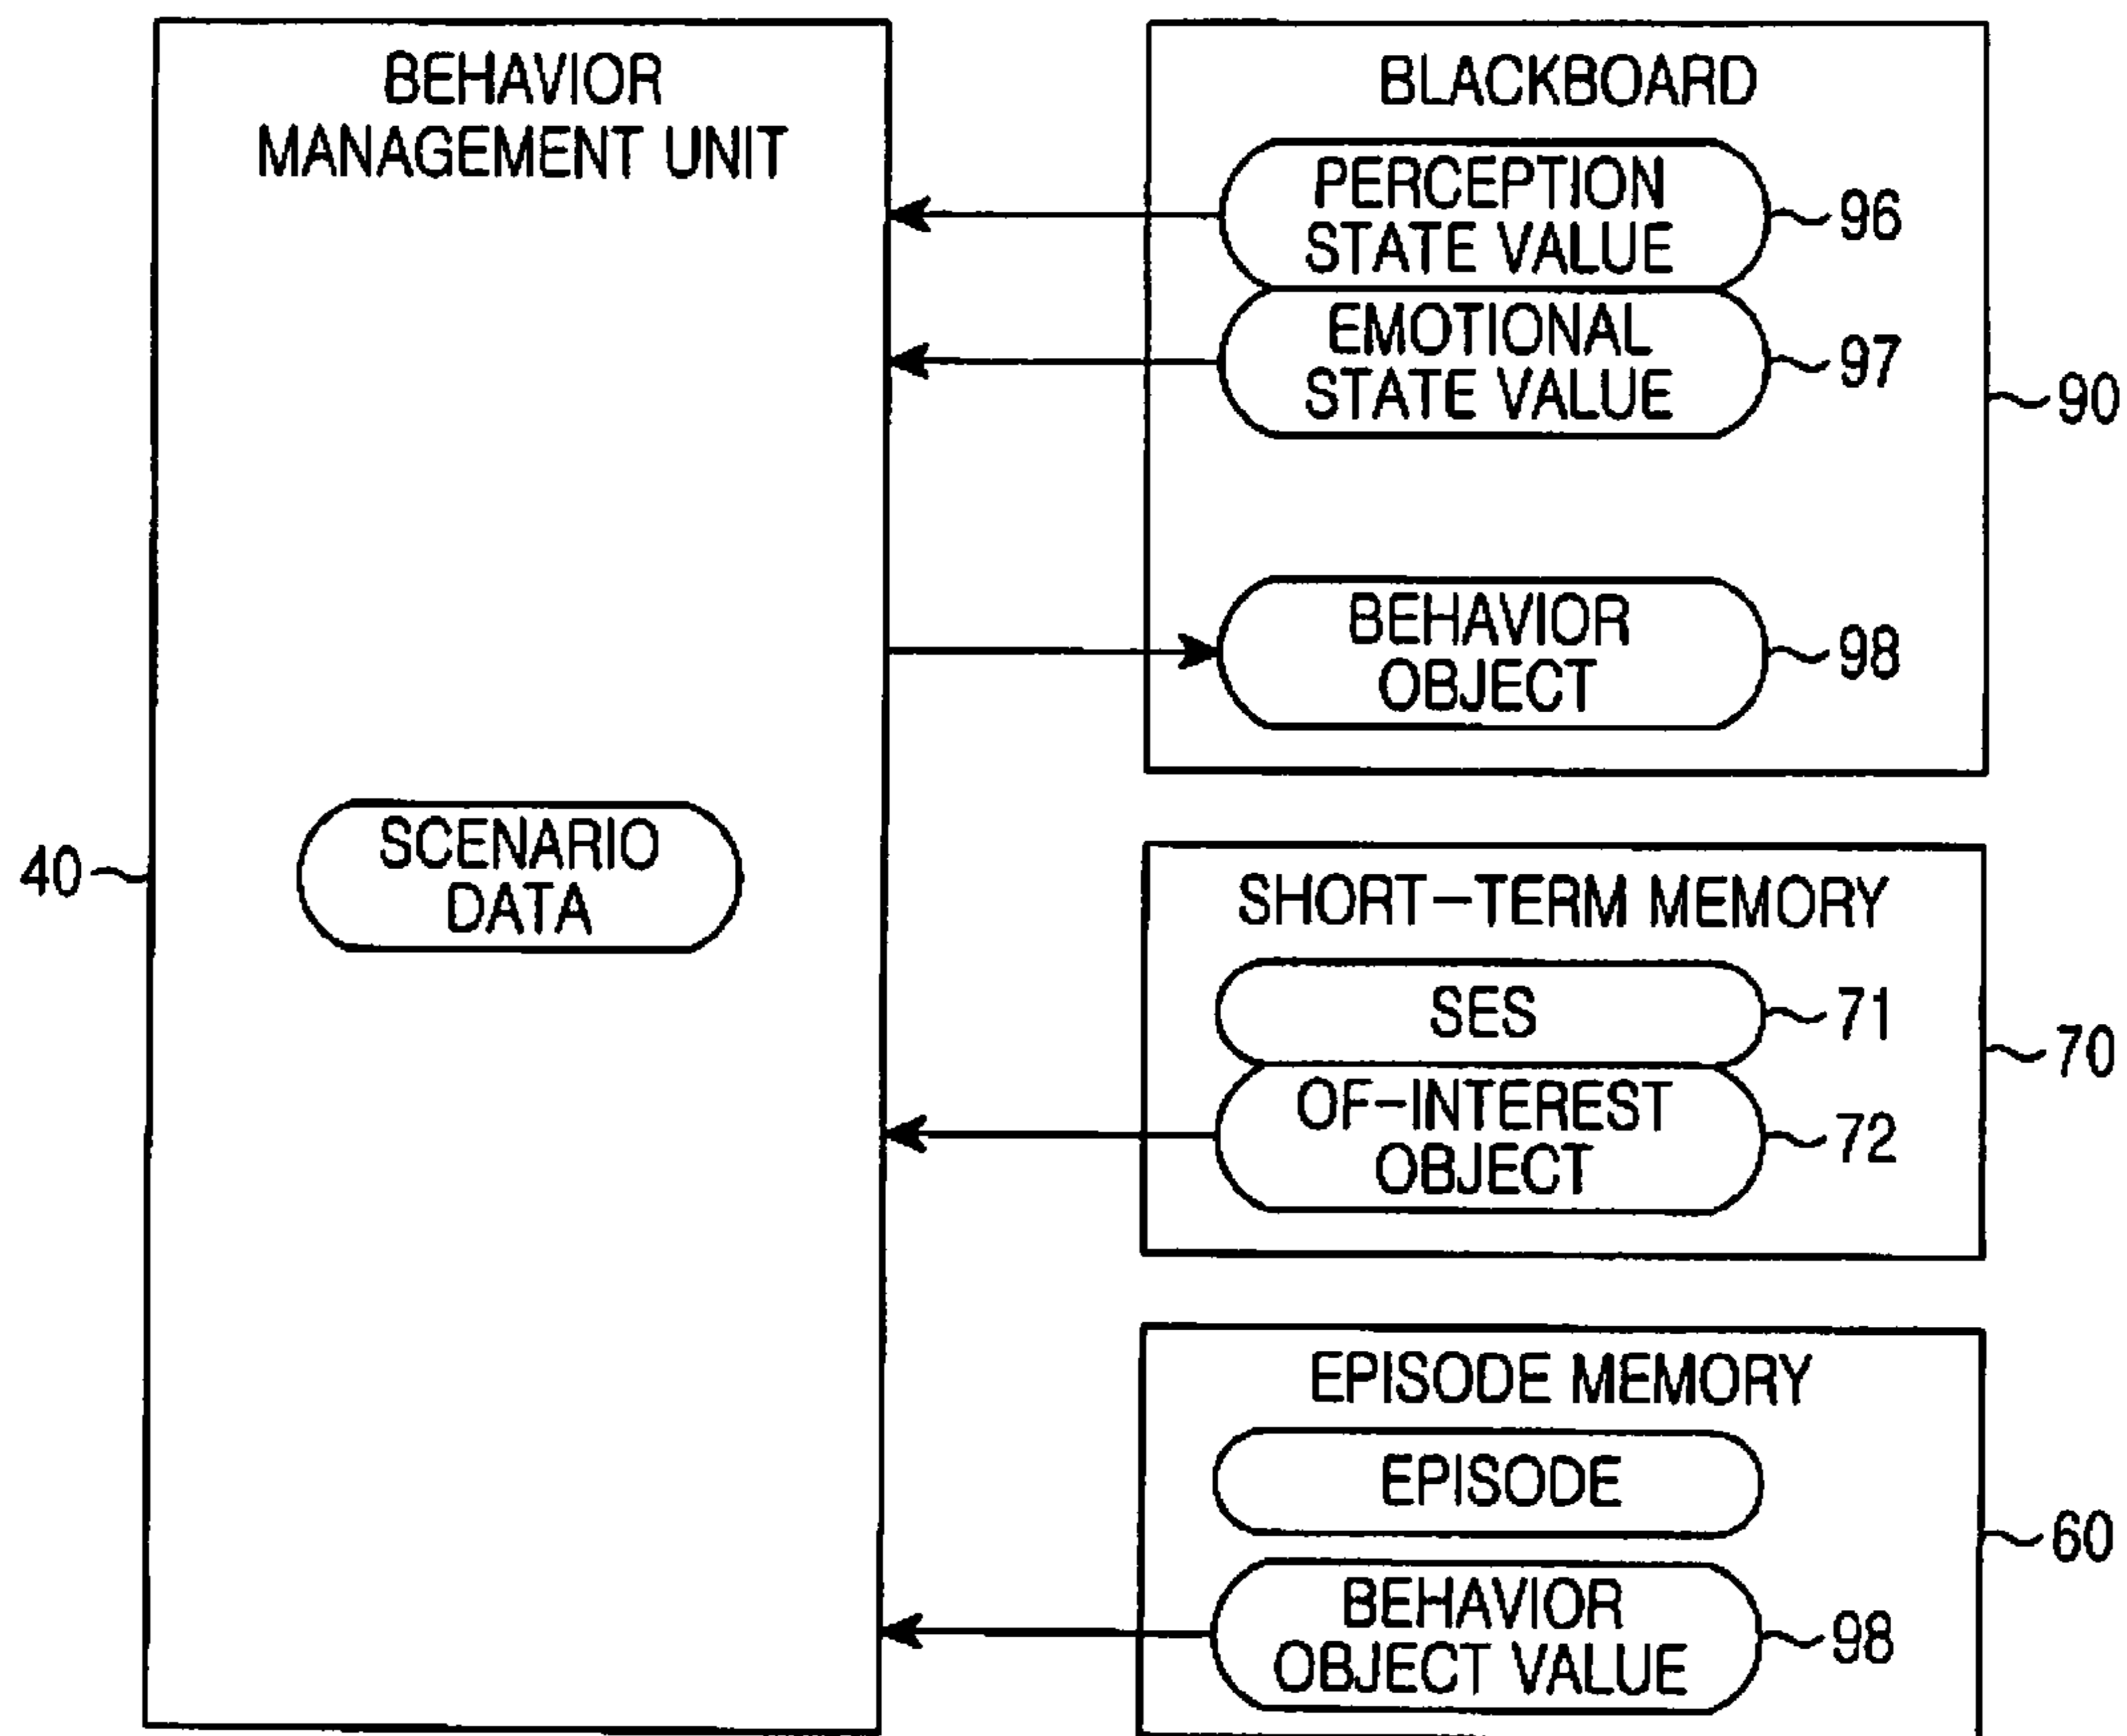 BEHAVIOR
MANAGEMENT UNIT
SCENARIO
DATA
40
BLACKBOARD
PERCEPTION
STATE VALUE
96
EMOTIONAL
STATE VALUE
97
90
BEHAVIOR
OBJECT
98
SHORT-TERM MEMORY
SES
71
70
OF-INTEREST
OBJECT
72
EPISODE MEMORY
EPISODE
60
BEHAVIOR
OBJECT VALUE
98